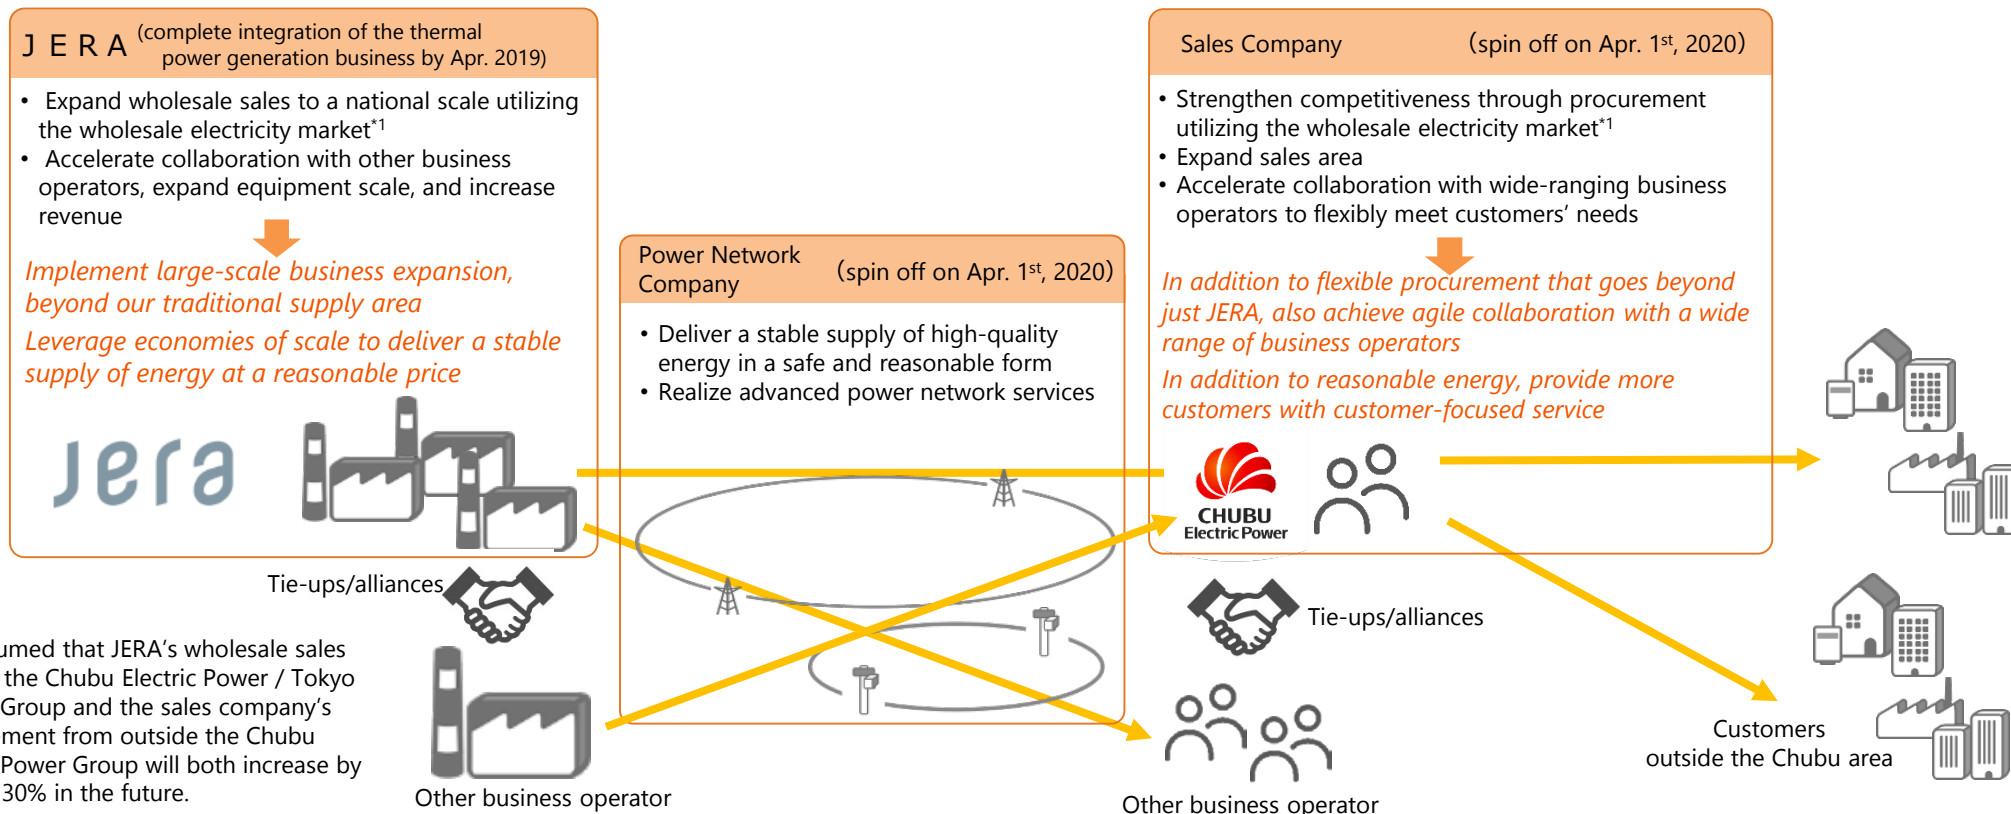 JERA (complete integration of the thermal
power generation business by Apr. 2019)
• Expand wholesale sales to a national scale utilizing
the wholesale electricity market*1
• Accelerate collaboration with other business
operators, expand equipment scale, and increase
revenue
Implement large-scale business expansion,
beyond our traditional supply area
Leverage economies of scale to deliver a stable
supply of energy at a reasonable price
Jera
Power Network
Company
(spin off on Apr. 1st, 2020)
• Deliver a stable supply of high-quality
energy in a safe and reasonable form
• Realize advanced power network services
Sales Company (spin off on Apr. 1st, 2020)
• Strengthen competitiveness through procurement
utilizing the wholesale electricity market*1
• Expand sales area
• Accelerate collaboration with wide-ranging business
operators to flexibly meet customers' needs
In addition to flexible procurement that goes beyond
just JERA, also achieve agile collaboration with a wide
range of business operators
In addition to reasonable energy, provide more
customers with customer-focused service
CHUBU
Electric Power
Tie-ups/alliances
Tie-ups/alliances
that JERA's wholesale sales
the Chubu Electric Power / Tokyo
Group and the sales company's
from outside the Chubu
Power Group will both increase by
30% in the future.
Other business operator
Other business operator
Customers
outside the Chubu area